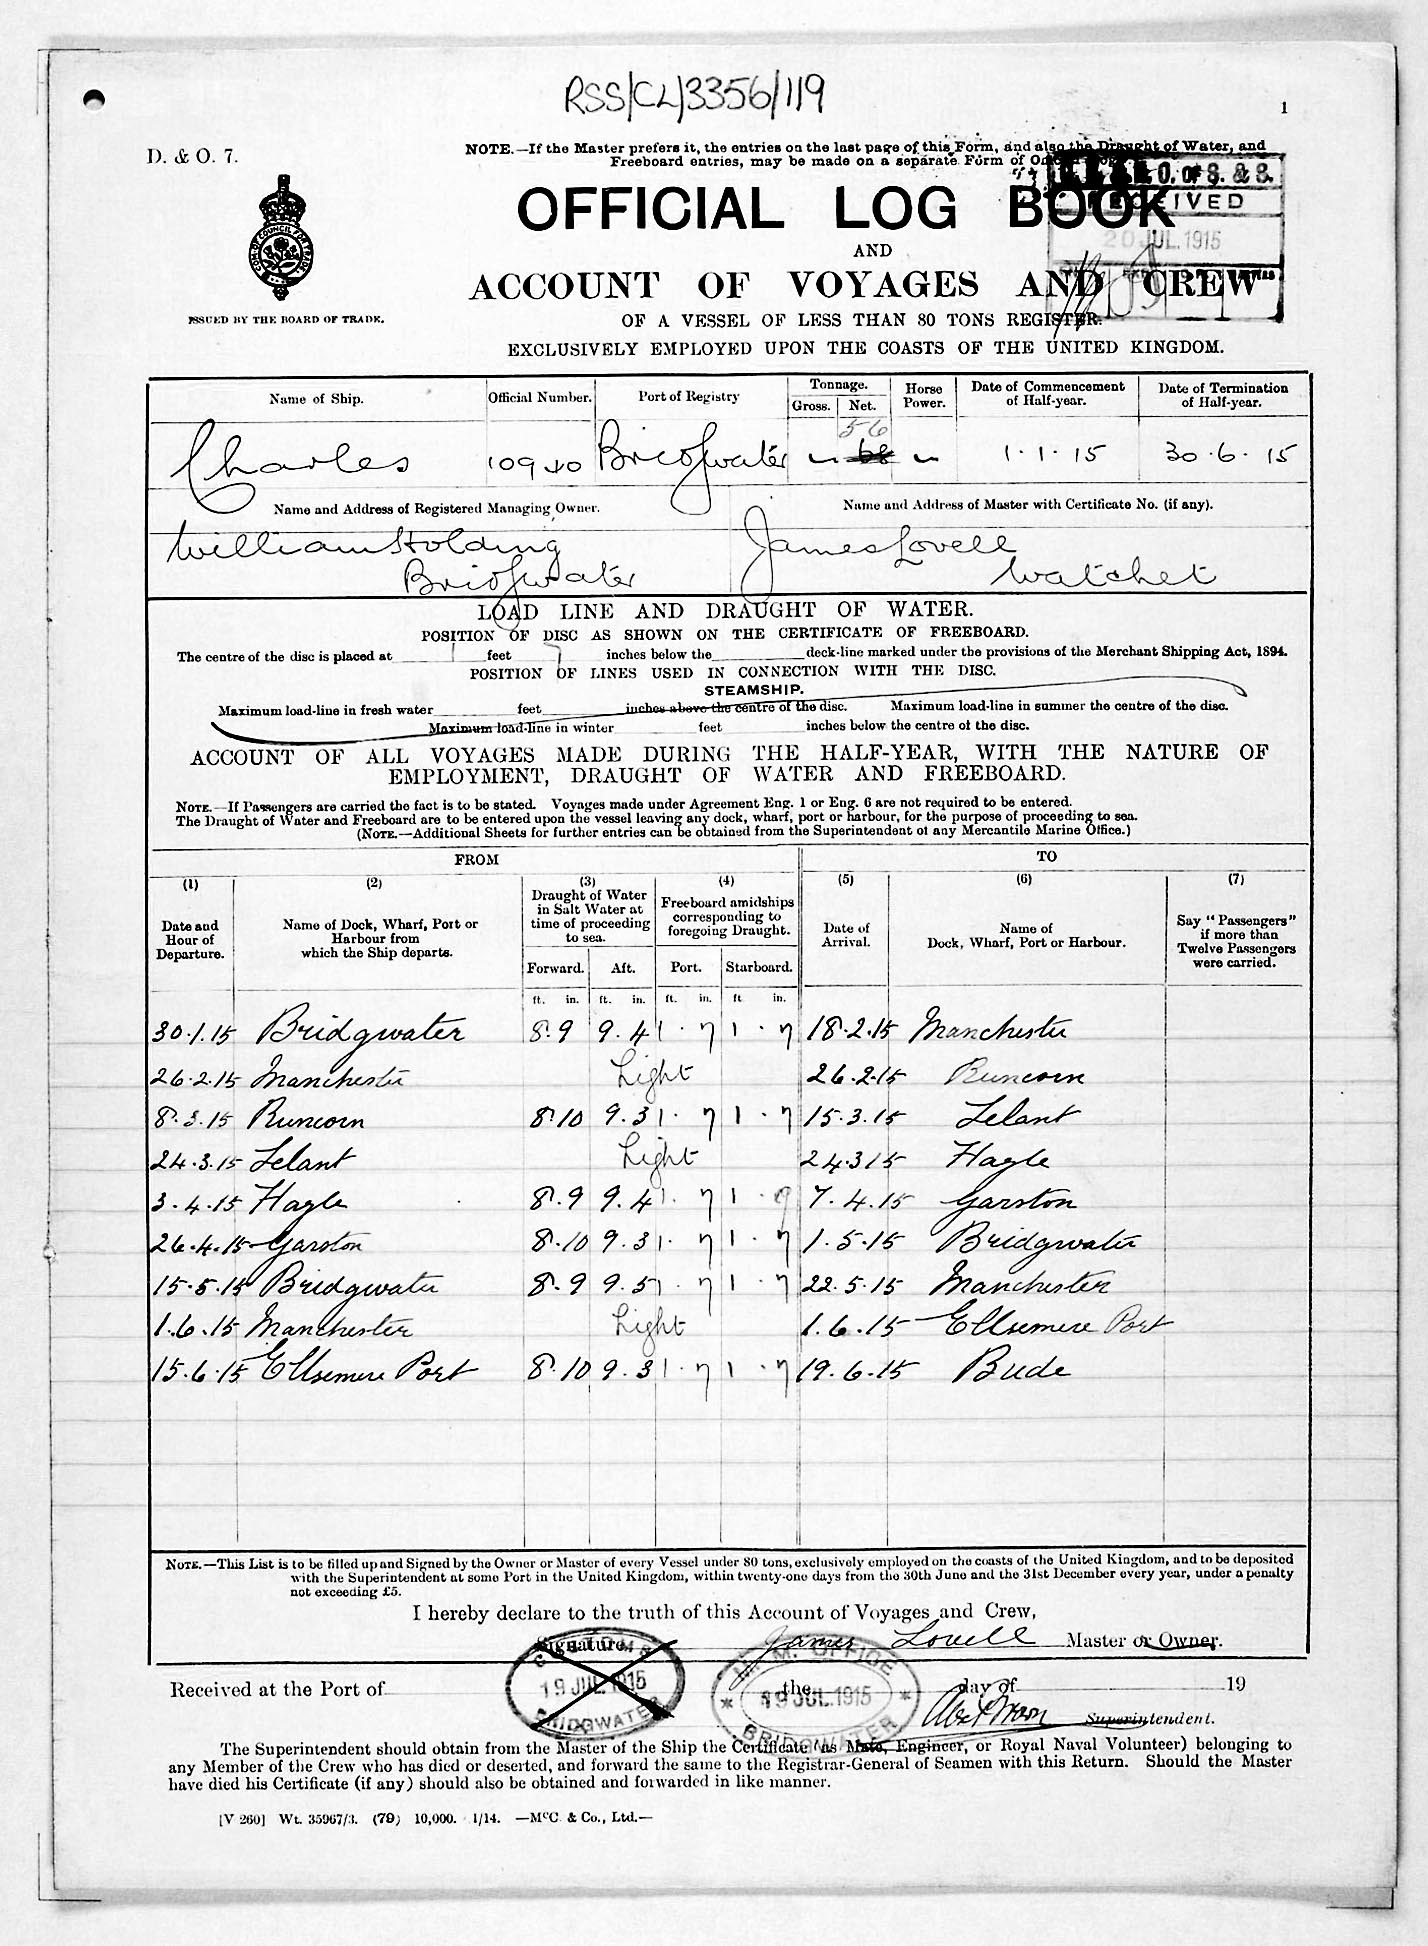 RSS/CL/3356/119
1
D. & O. 7.
NOTE.—If the Master prefers it, the entries on the last page of this Form, and also the Draught of Water, and
Freeboard entries, may be made on a separate Form of
OFFICIAL LOG BOOK
RECEIVED
20 JUL 1915
AND
ACCOUNT OF VOYAGES AND CREW
ISSUED BY THE BOARD OF TRADE.
OF A VESSEL OF LESS THAN 80 TONS REGISTER
EXCLUSIVELY EMPLOYED UPON THE COASTS OF THE UNITED KINGDOM.
Name of Ship. Official Number. Port of Registry Tonnage. Gross. Net. Horse Power. Date of Commencement of Half-year. Date of Termination of Half-year.
56
Charles Bridgwater 68 1.1.15 30.6.15
Name and Address of Registered Managing Owner. Name and Address of Master with Certificate No. (if any).
William Holding James Lovell
Bridgwater Watchet
LOAD LINE AND DRAUGHT OF WATER.
POSITION OF DISC AS SHOWN ON THE CERTIFICATE OF FREEBOARD.
The centre of the disc is placed at 1 feet 7 inches below the deck-line marked under the provisions of the Merchant Shipping Act, 1894.
POSITION OF LINES USED IN CONNECTION WITH THE DISC.
STEAMSHIP.
Maximum load-line in fresh water feet inches above the centre of the disc. Maximum load-line in summer the centre of the disc.
Maximum load-line in winter feet inches below the centre of the disc.
ACCOUNT OF ALL VOYAGES MADE DURING THE HALF-YEAR, WITH THE NATURE OF
EMPLOYMENT, DRAUGHT OF WATER AND FREEBOARD.
NOTE.—If Passengers are carried the fact is to be stated. Voyages made under Agreement Eng. 1 or Eng. 6 are not required to be entered.
The Draught of Water and Freeboard are to be entered upon the vessel leaving any dock, wharf, port or harbour, for the purpose of proceeding to sea.
(NOTE.—Additional Sheets for further entries can be obtained from the Superintendent of any Mercantile Marine Office.)
FROM TO
(1) (2) (3) (4) (5) (6) (7)
Date and Hour of Departure. Name of Dock, Wharf, Port or Harbour from which the Ship departs. Draught of Water in Salt Water at time of proceeding to sea. Freeboard amidships corresponding to foregoing Draught. Date of Arrival. Name of Dock, Wharf, Port or Harbour. Say "Passengers" if more than Twelve Passengers were carried.
Forward. Aft. Port. Starboard.
ft. in. ft. in. ft. in. ft in.
30.1.15 Bridgwater 8.9 9.4 1.7 1.7 18.2.15 Manchester
26.2.15 Manchester Light 26.2.15 Runcorn
8.3.15 Runcorn 8.10 9.3 1.7 1.7 15.3.15 Lelant
24.3.15 Lelant Light 24.3.15 Hayle
3.4.15 Hayle 8.9 9.4 1.7 1.9 7.4.15 Garston
26.4.15 Garston 8.10 9.3 1.7 1.7 1.5.15 Bridgwater
15.5.15 Bridgwater 8.9 9.5 1.7 1.7 22.5.15 Manchester
1.6.15 Manchester Light 1.6.15 Ellsemere Port
15.6.15 Ellsemere Port 8.10 9.3 1.7 1.7 19.6.15 Bude
NOTE.—This List is to be filled up and Signed by the Owner or Master of every Vessel under 80 tons, exclusively employed on the coasts of the United Kingdom, and to be deposited
with the Superintendent at some Port in the United Kingdom, within twenty-one days from the 30th June and the 31st December every year, under a penalty
not exceeding £5.
I hereby declare to the truth of this Account of Voyages and Crew,
Signature. James Lovell Master or Owner.
CUSTOMS 19 JUL 1915 BRIDGWATER
M. M. OFFICE 19 JUL 1915 BRIDGWATER
Received at the Port of the day of 19
Superintendent.
The Superintendent should obtain from the Master of the Ship the Certificate (as Mate, Engineer, or Royal Naval Volunteer) belonging to
any Member of the Crew who has died or deserted, and forward the same to the Registrar-General of Seamen with this Return. Should the Master
have died his Certificate (if any) should also be obtained and forwarded in like manner.
[V 260] Wt. 35967/3. (79) 10,000. 1/14. —McC & Co., Ltd.—